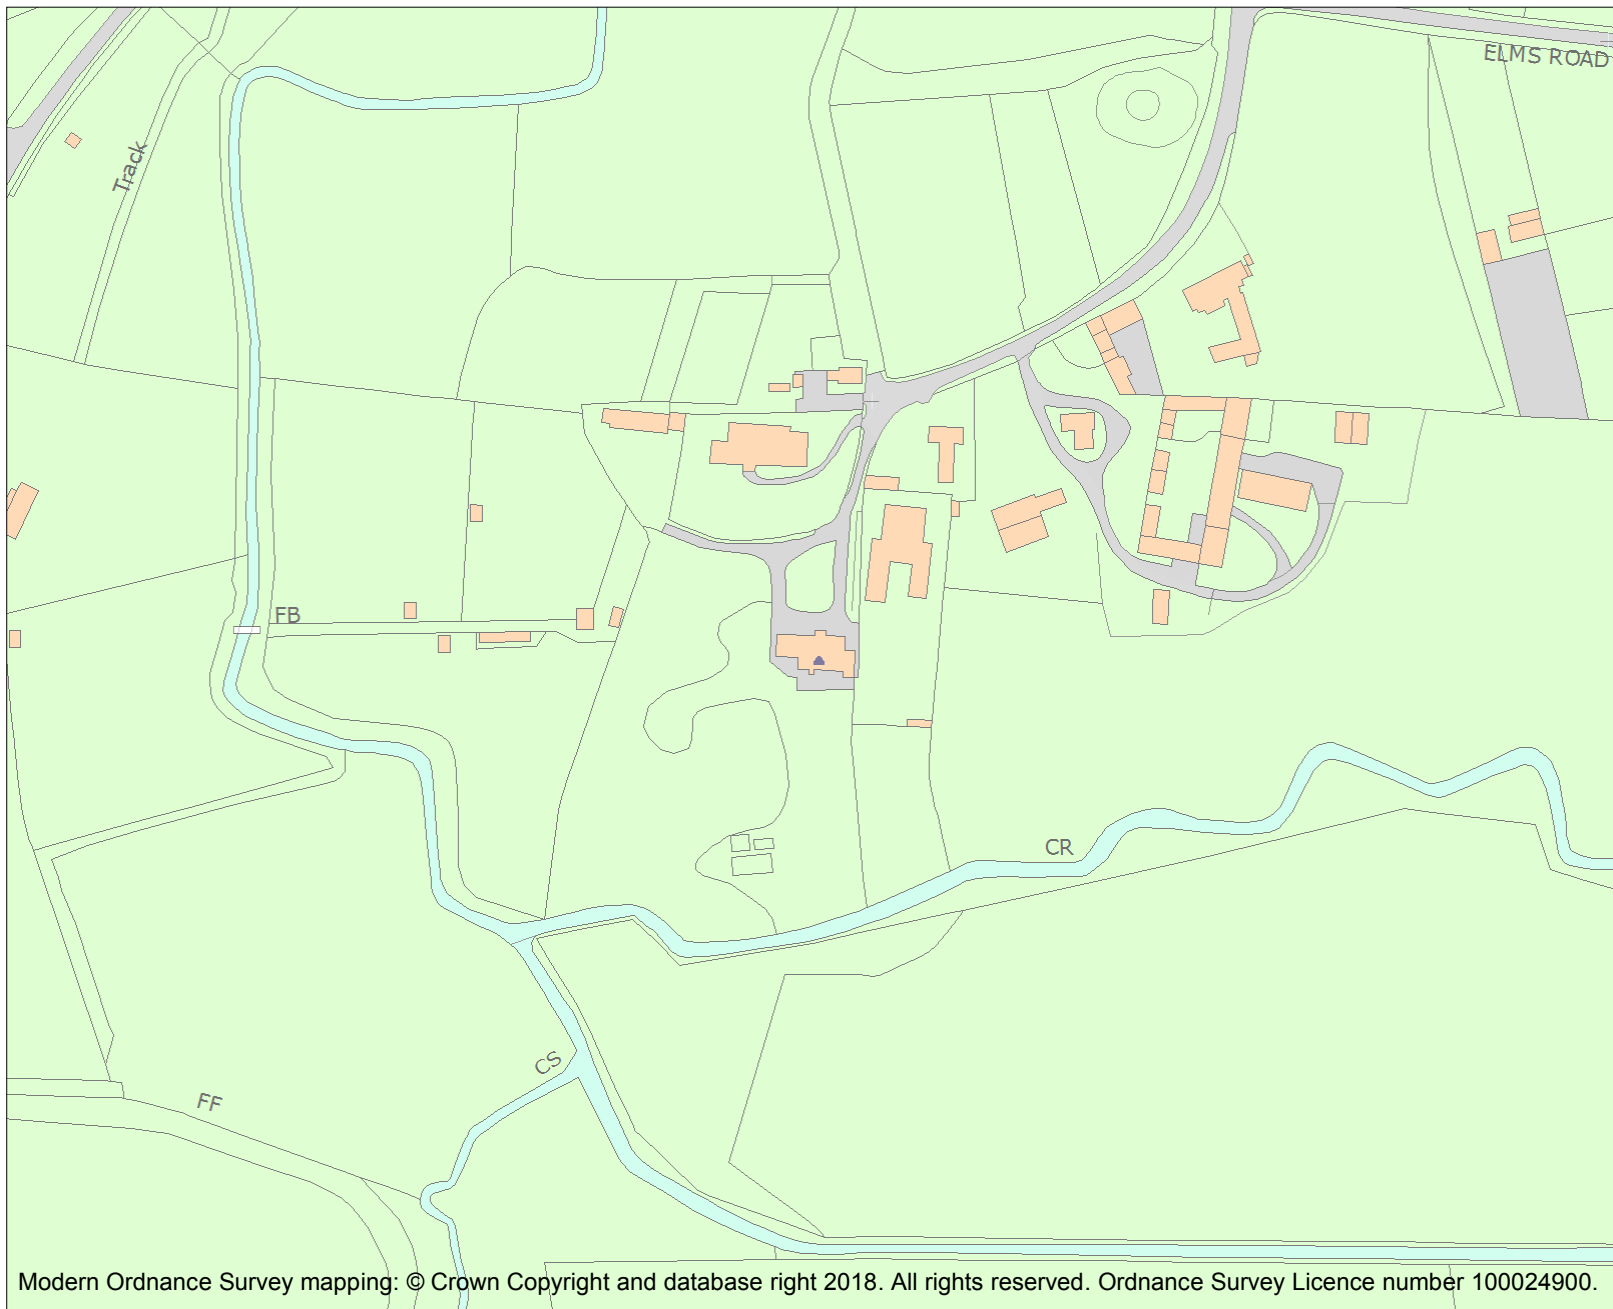 ELMS ROAD
Track
FB
CR
CS
FF
Modern Ordnance Survey mapping: © Crown Copyright and database right 2018. All rights reserved. Ordnance Survey Licence number 100024900.